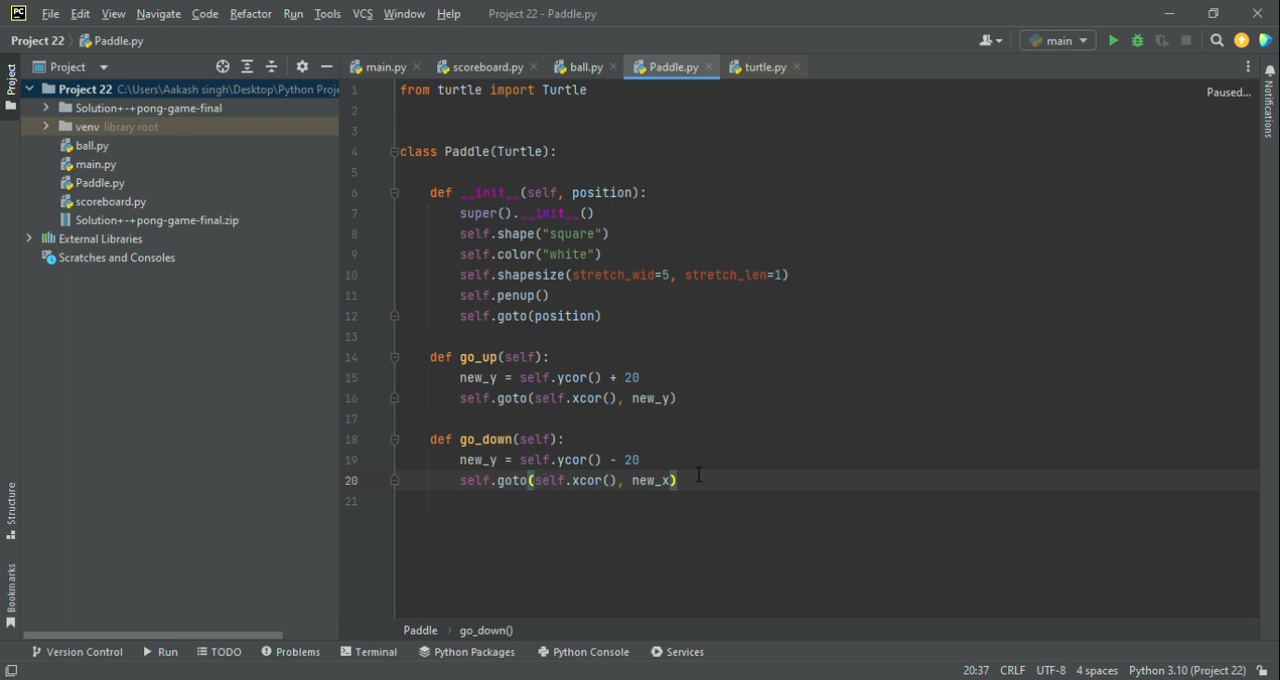 PC File Edit View Navigate Code Refactor Run Tools VCS Window Help Project 22 - Paddle.py
Project 22 Paddle.py main
Project main.py scoreboard.py ball.py Paddle.py turtle.py
Project
Structure
Bookmarks
Notifications
Project 22 C:\Users\Aakash singh\Desktop\Python Proje
Solution+-+pong-game-final
venv library root
ball.py
main.py
Paddle.py
scoreboard.py
Solution+-+pong-game-final.zip
External Libraries
Scratches and Consoles
Paused...
1 from turtle import Turtle
2
3
4 class Paddle(Turtle):
5
6 def __init__(self, position):
7 super().__init__()
8 self.shape("square")
9 self.color("white")
10 self.shapesize(stretch_wid=5, stretch_len=1)
11 self.penup()
12 self.goto(position)
13
14 def go_up(self):
15 new_y = self.ycor() + 20
16 self.goto(self.xcor(), new_y)
17
18 def go_down(self):
19 new_y = self.ycor() - 20
20 self.goto(self.xcor(), new_x)
21
Paddle go_down()
Version Control Run TODO Problems Terminal Python Packages Python Console Services
20:37 CRLF UTF-8 4 spaces Python 3.10 (Project 22)